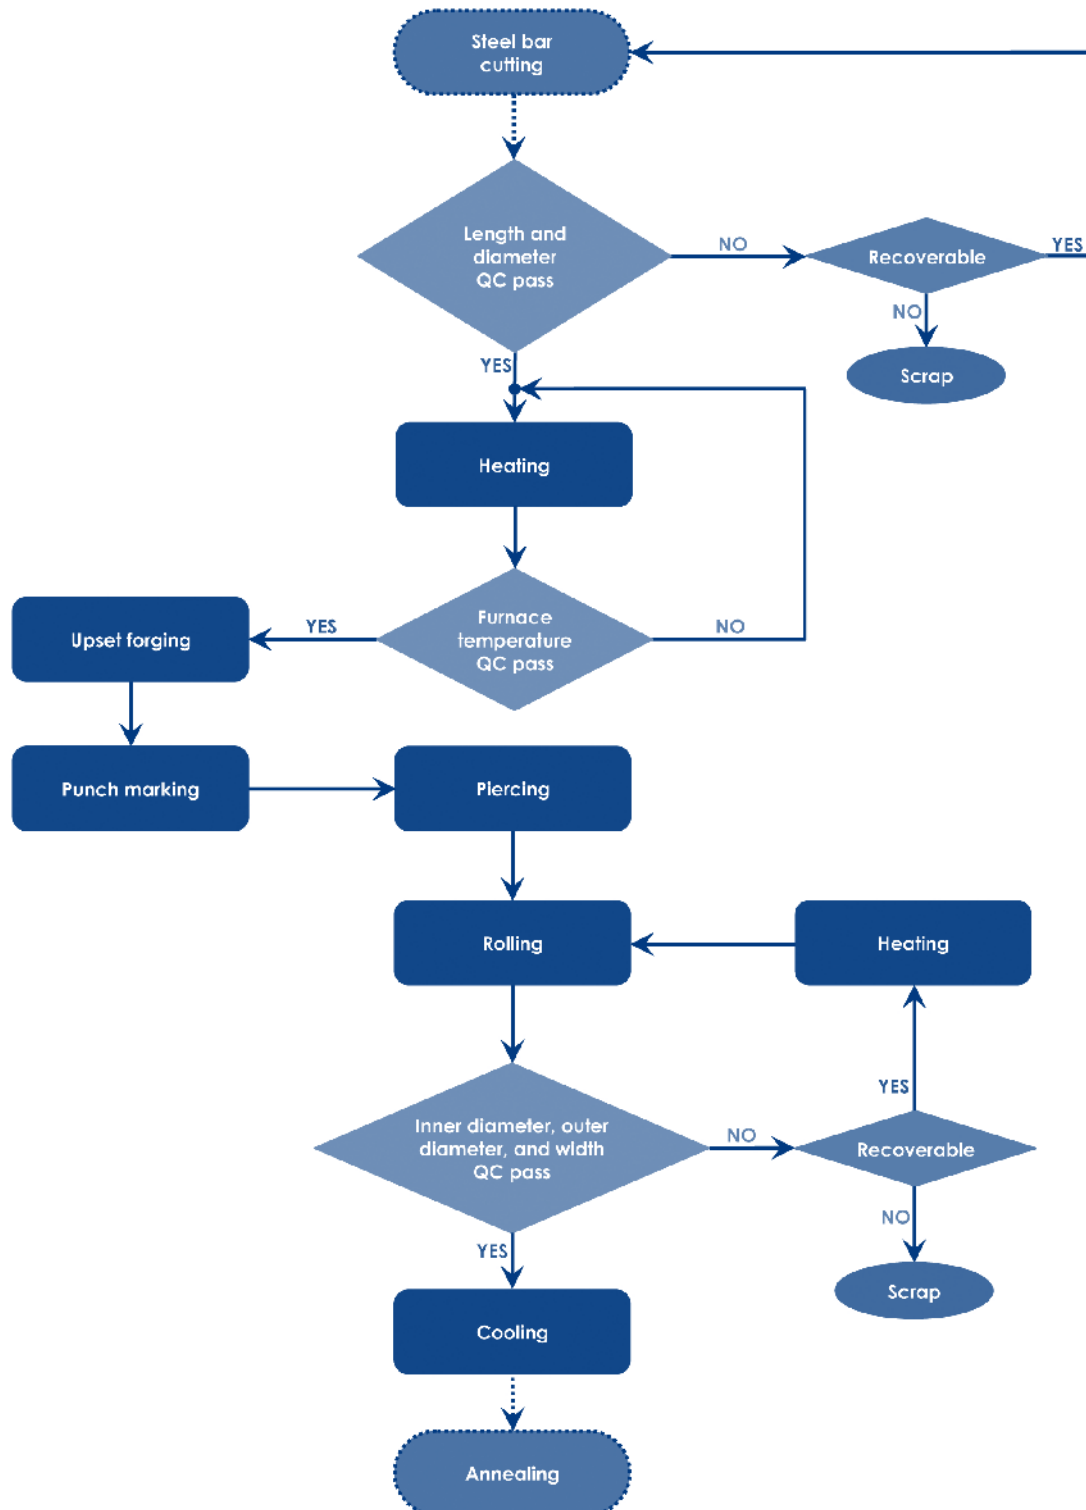 Steel bar
cutting
Length and
diameter
QC pass
NO
Recoverable
YES
NO
Scrap
YES
Heating
Furnace
temperature
QC pass
YES
NO
Upset forging
Punch marking
Piercing
Rolling
Heating
Inner diameter, outer
diameter, and width
QC pass
NO
Recoverable
YES
NO
Scrap
YES
Cooling
Annealing